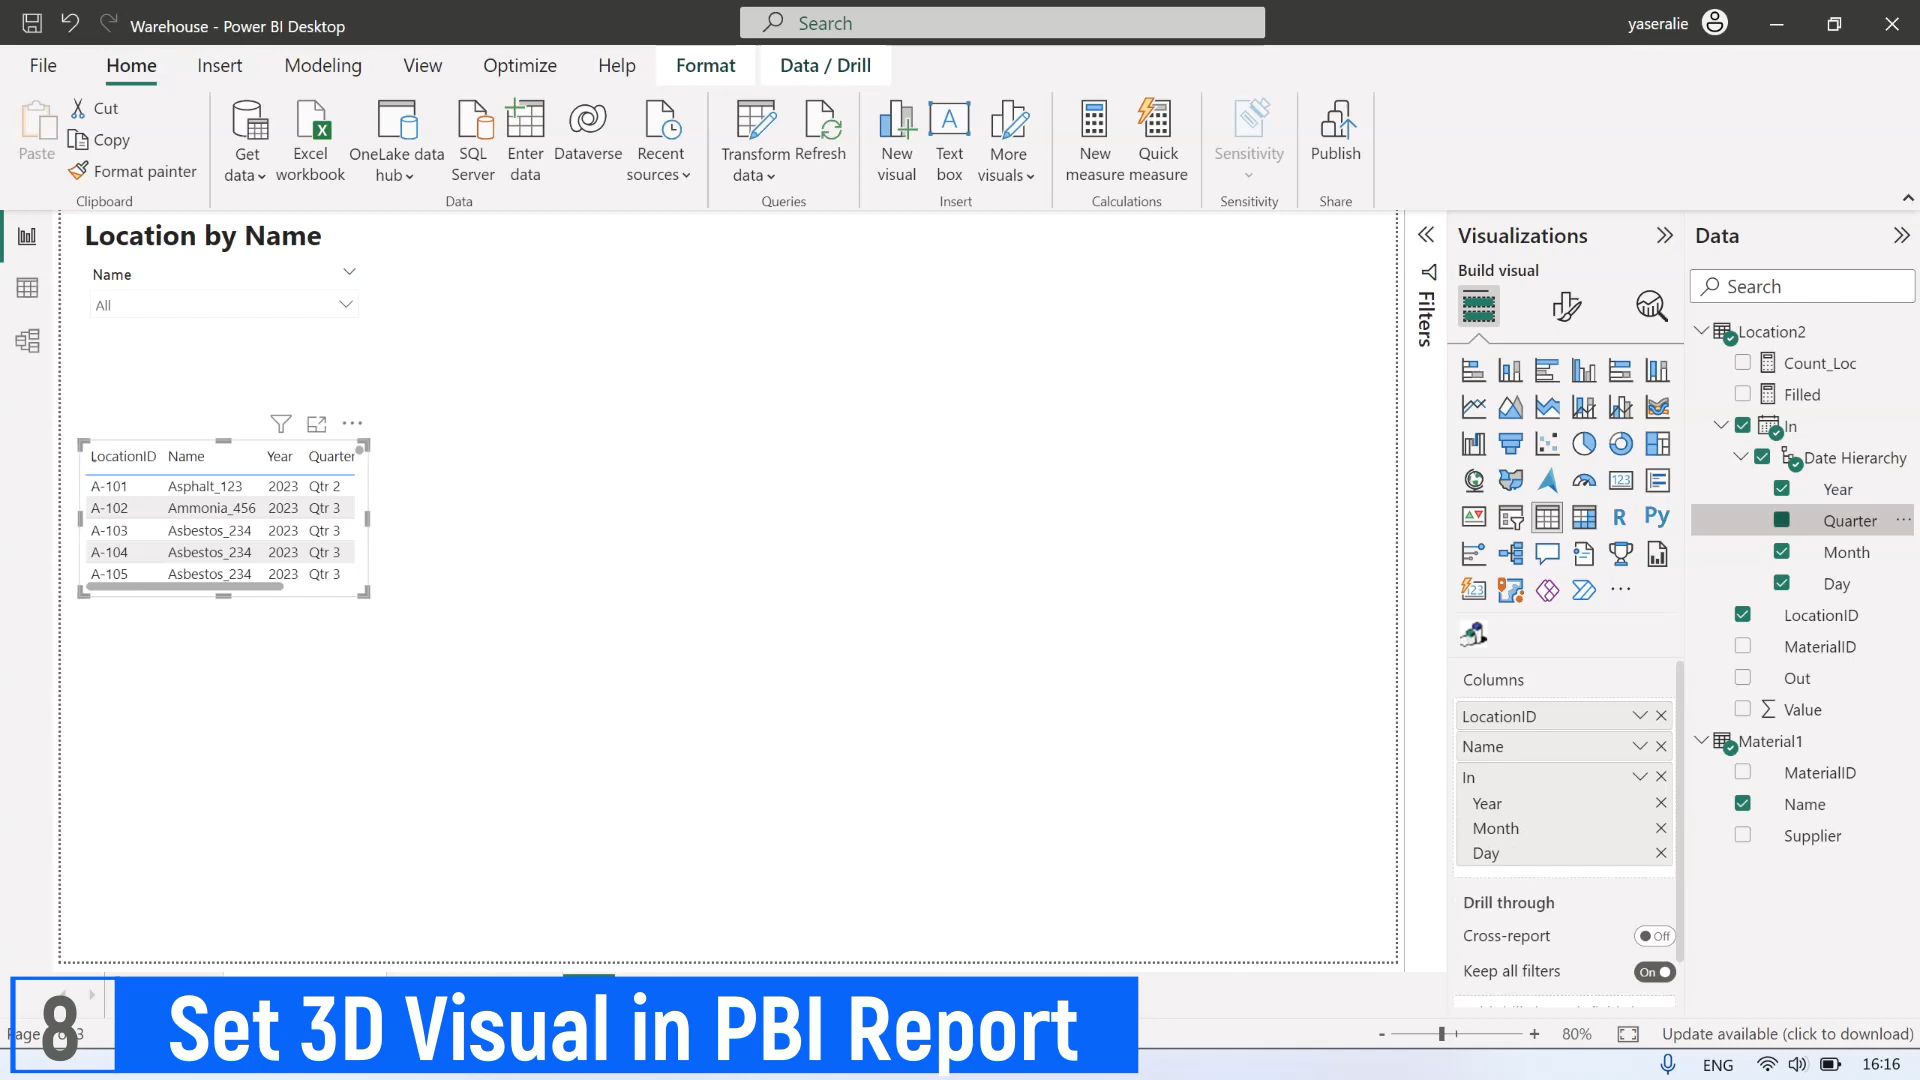 Warehouse - Power BI Desktop
Search
yaseralie
File
Home
Insert
Modeling
View
Optimize
Help
Format
Data / Drill
Paste
Cut
Copy
Format painter
Clipboard
Get data
Excel workbook
OneLake data hub
SQL Server
Enter data
Dataverse
Recent sources
Data
Transform data
Refresh
Queries
New visual
Text box
More visuals
Insert
New measure
Quick measure
Calculations
Sensitivity
Sensitivity
Publish
Share
Location by Name
Name
All
LocationID Name Year Quarter
A-101 Asphalt_123 2023 Qtr 2
A-102 Ammonia_456 2023 Qtr 3
A-103 Asbestos_234 2023 Qtr 3
A-104 Asbestos_234 2023 Qtr 3
A-105 Asbestos_234 2023 Qtr 3
Filters
Visualizations
Build visual
123
R
Py
123
Columns
LocationID
Name
In
Year
Month
Day
Drill through
Cross-report
Off
Keep all filters
On
Data
Search
Location2
Count_Loc
Filled
In
Date Hierarchy
Year
Quarter
Month
Day
LocationID
MaterialID
Out
Value
Material1
MaterialID
Name
Supplier
8
Set 3D Visual in PBI Report
Page
3
- + 80%
Update available (click to download)
ENG
16:16